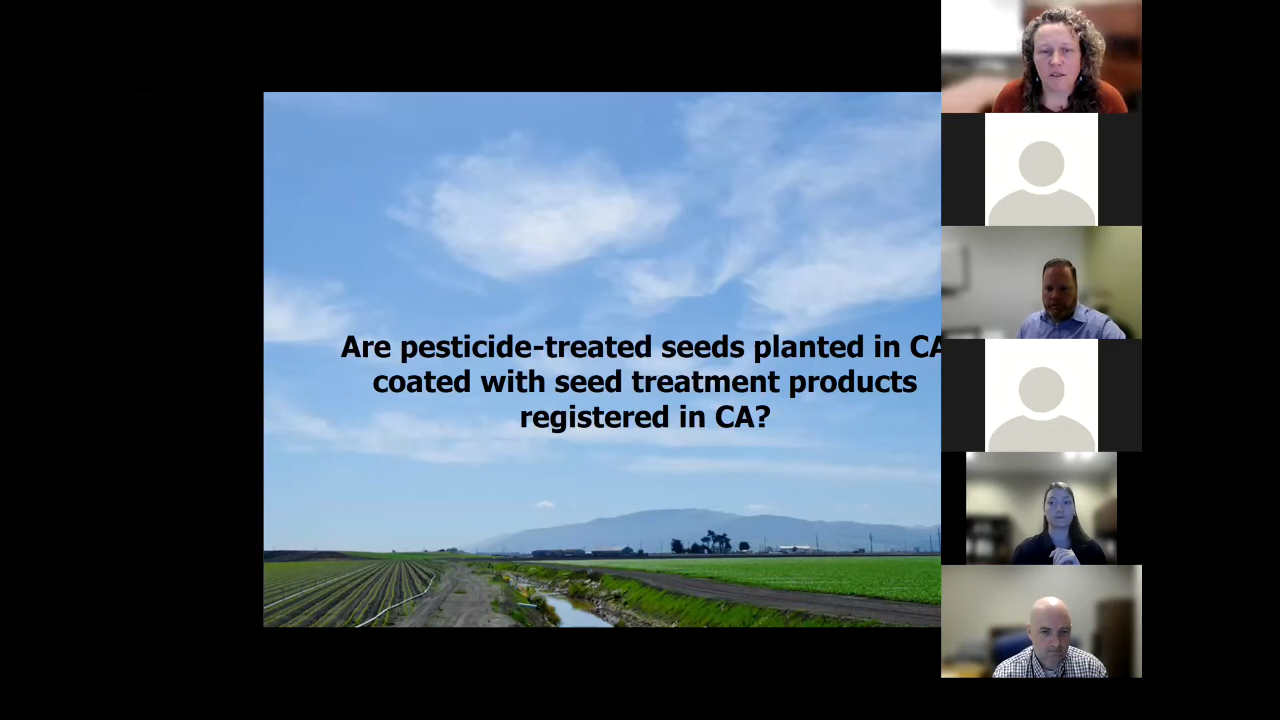 Are pesticide-treated seeds planted in CA
coated with seed treatment products
registered in CA?